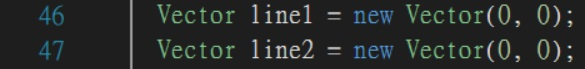 46 Vector line1 = new Vector(0, 0);
47 Vector line2 = new Vector(0, 0);